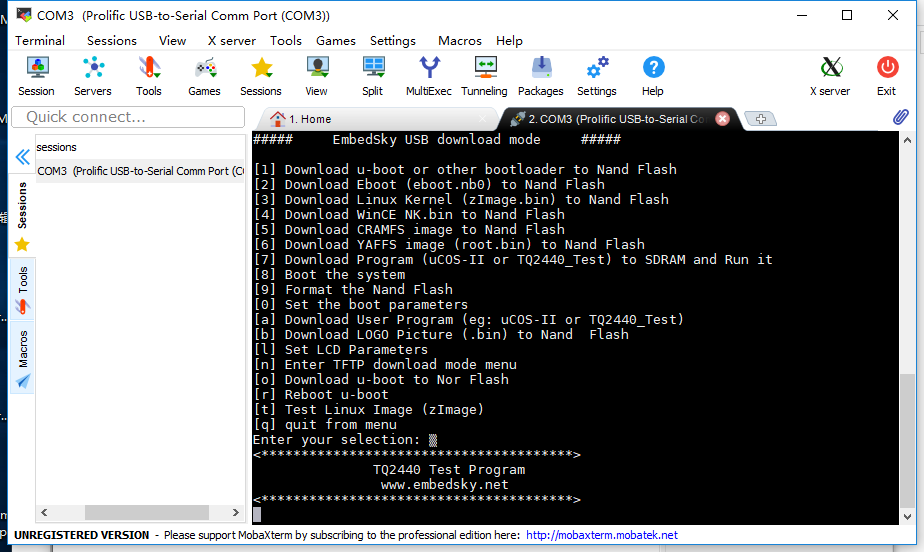 COM3 (Prolific USB-to-Serial Comm Port (COM3))
Terminal Sessions View X server Tools Games Settings Macros Help
Session Servers Tools Games Sessions View Split MultiExec Tunneling Packages Settings Help X server Exit
Quick connect...
1. Home
2. COM3 (Prolific USB-to-Serial Co
sessions
COM3 (Prolific USB-to-Serial Comm Port (C
Sessions
Tools
Macros
##### EmbedSky USB download mode #####
[1] Download u-boot or other bootloader to Nand Flash
[2] Download Eboot (eboot.nb0) to Nand Flash
[3] Download Linux Kernel (zImage.bin) to Nand Flash
[4] Download WinCE NK.bin to Nand Flash
[5] Download CRAMFS image to Nand Flash
[6] Download YAFFS image (root.bin) to Nand Flash
[7] Download Program (uCOS-II or TQ2440_Test) to SDRAM and Run it
[8] Boot the system
[9] Format the Nand Flash
[0] Set the boot parameters
[a] Download User Program (eg: uCOS-II or TQ2440_Test)
[b] Download LOGO Picture (.bin) to Nand  Flash
[l] Set LCD Parameters
[n] Enter TFTP download mode menu
[o] Download u-boot to Nor Flash
[r] Reboot u-boot
[t] Test Linux Image (zImage)
[q] quit from menu
Enter your selection:
<***************************************>
TQ2440 Test Program
www.embedsky.net
<***************************************>
UNREGISTERED VERSION - Please support MobaXterm by subscribing to the professional edition here: http://mobaxterm.mobatek.net